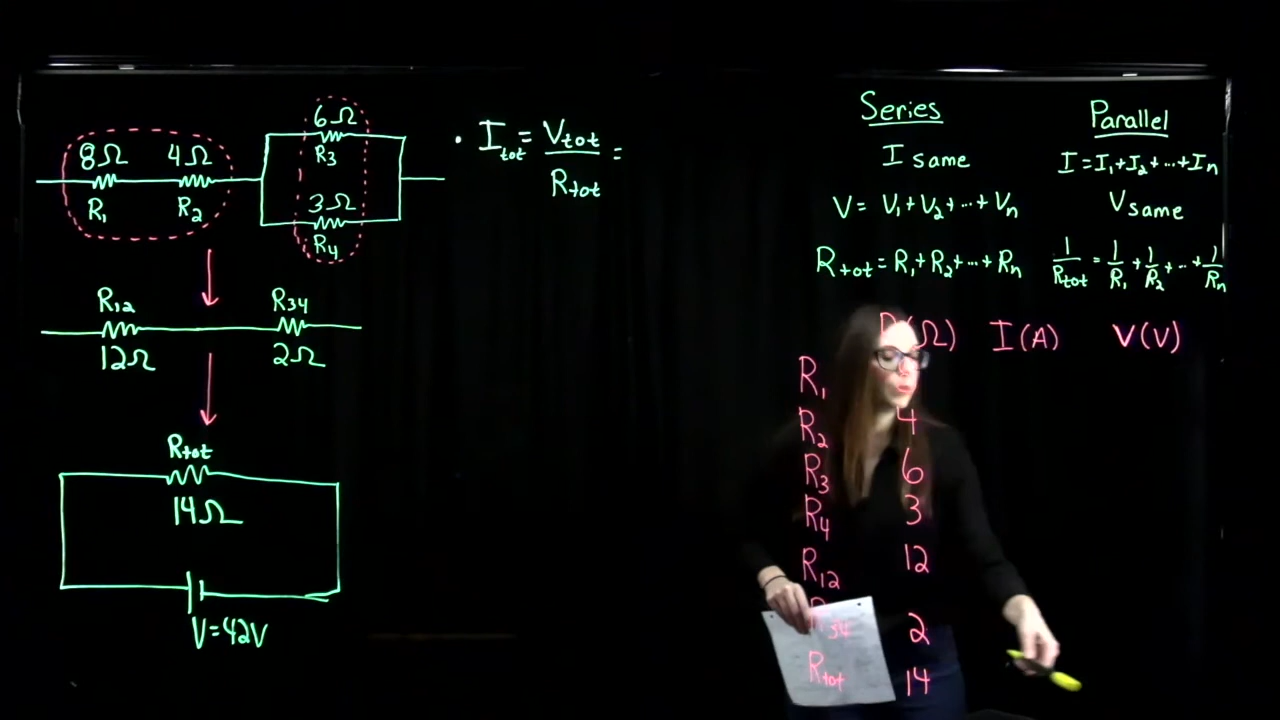 8Ω 4Ω
R₁ R₂
6Ω
R₃
3Ω
R₄
R₁₂ R₃₄
12Ω 2Ω
Rtot
14Ω
V=42V
· Itot = Vtot / Rtot =
Series
I same
V = V₁+V₂+...+Vn
Rtot = R₁+R₂+...+Rn
Parallel
I = I₁+I₂+...+In
V same
1/Rtot = 1/R₁ + 1/R₂ + ... + 1/Rn
R(Ω) I(A) V(V)
R₁
R₂ 4
R₃ 6
R₄ 3
R₁₂ 12
R₃₄ 2
Rtot 14